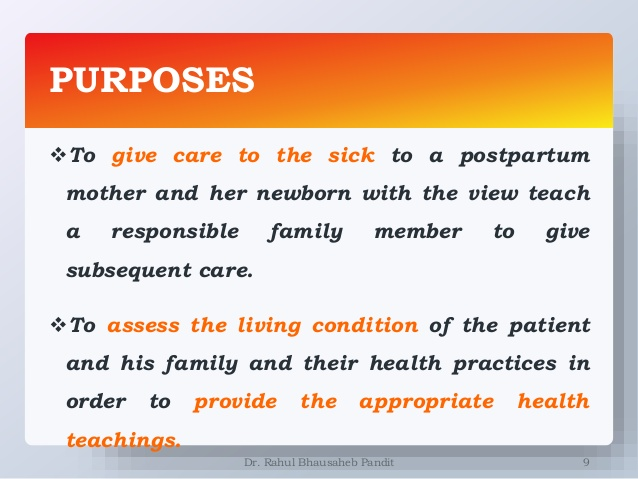 PURPOSES
❖To give care to the sick to a postpartum
mother and her newborn with the view teach
a responsible family member to give
subsequent care.
❖To assess the living condition of the patient
and his family and their health practices in
order to provide the appropriate health
teachings.
Dr. Rahul Bhausaheb Pandit 9